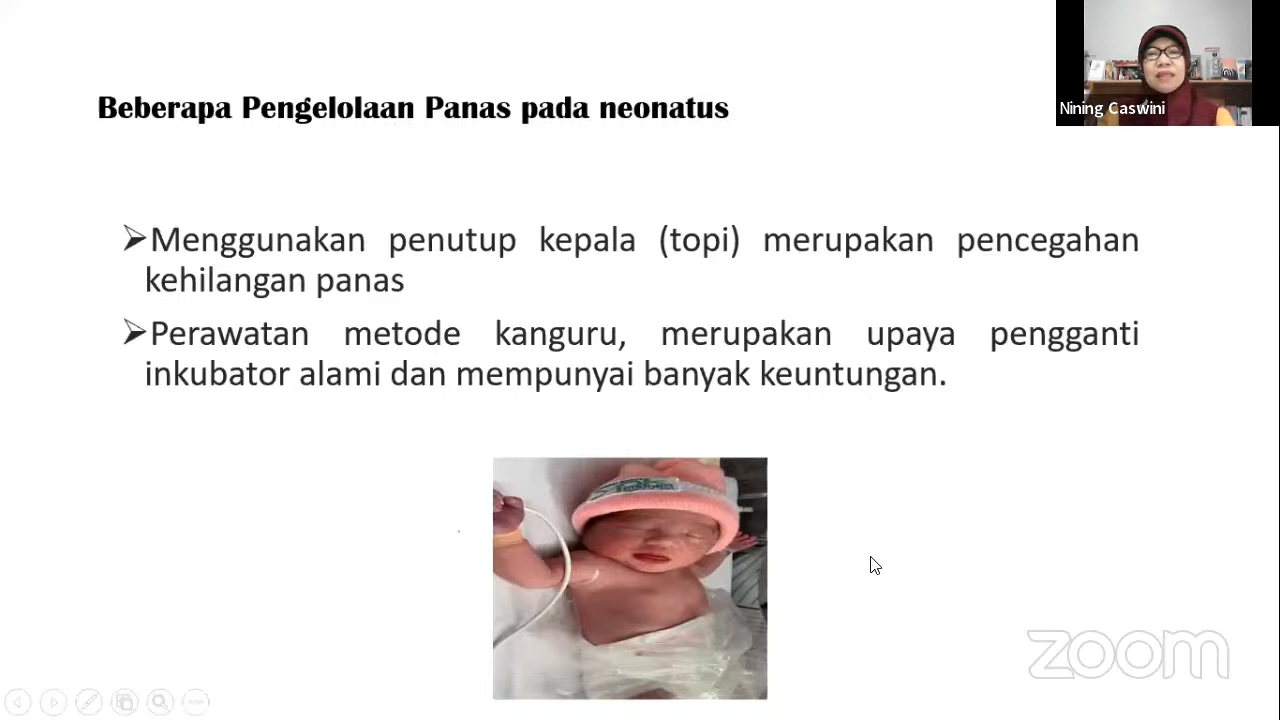 Beberapa Pengelolaan Panas pada neonatus
Nining Caswini
Menggunakan penutup kepala (topi) merupakan pencegahan
kehilangan panas
Perawatan metode kanguru, merupakan upaya pengganti
inkubator alami dan mempunyai banyak keuntungan.
zoom